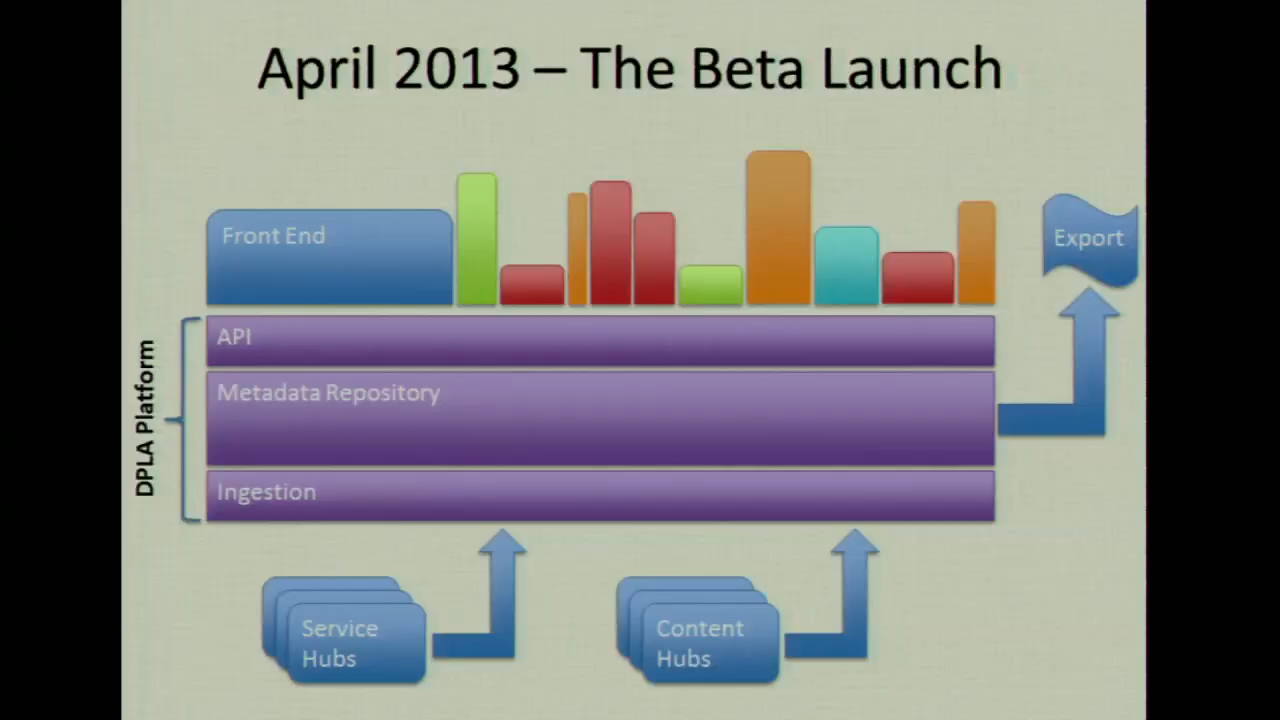 April 2013 – The Beta Launch
Front End
Export
API
Metadata Repository
Ingestion
DPLA Platform
Service
Hubs
Content
Hubs